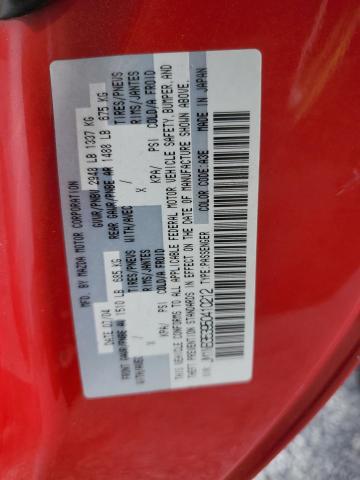 MFD. BY MAZDA MOTOR CORPORATION
DATE: 07/04 GVWR/PNBV 2948 LB 1337 KG
FRONT GAWR/PNBE AV 1510 LB 685 KG REAR GAWR/PNBE AR 1488 LB 675 KG
WITH/AVEC TIRES/PNEUS WITH/AVEC TIRES/PNEUS
X RIMS/JANTES X RIMS/JANTES
KPA/ PSI COLD/A FROID KPA/ PSI COLD/A FROID
THIS VEHICLE CONFORMS TO ALL APPLICABLE FEDERAL MOTOR VEHICLE SAFETY, BUMPER, AND
THEFT PREVENTION STANDARDS IN EFFECT ON THE DATE OF MANUFACTURE SHOWN ABOVE.
TYPE:PASSENGER COLOR CODE:A3E MADE IN JAPAN